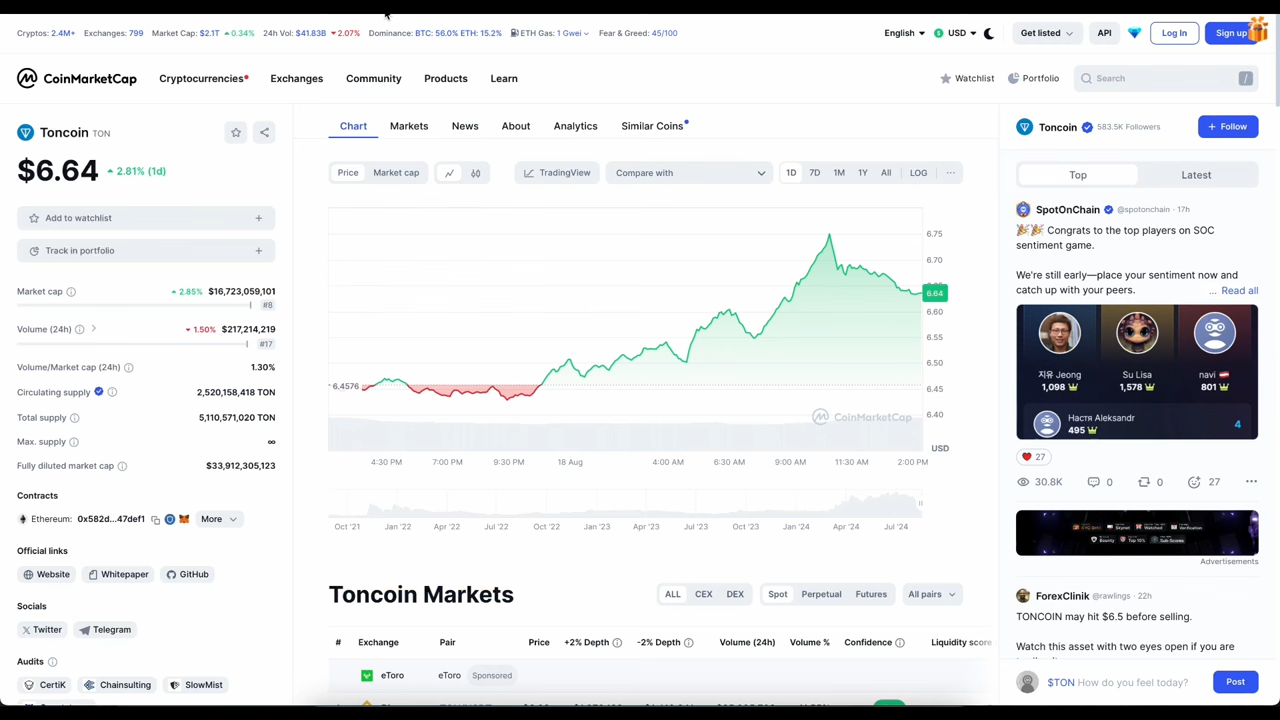 Cryptos: 2.4M+ Exchanges: 799 Market Cap: $2.1T 0.34% 24h Vol: $41.83B 2.07% Dominance: BTC: 56.0% ETH: 15.2% ETH Gas: 1 Gwei Fear & Greed: 45/100
English USD Get listed API Log In Sign up
CoinMarketCap Cryptocurrencies Exchanges Community Products Learn
Watchlist Portfolio Search /
Toncoin TON
$6.64 2.81% (1d)
Add to watchlist +
Track in portfolio +
Market cap 2.85% $16,723,059,101
#8
Volume (24h) 1.50% $217,214,219
#17
Volume/Market cap (24h) 1.30%
Circulating supply 2,520,158,418 TON
Total supply 5,110,571,020 TON
Max. supply ∞
Fully diluted market cap $33,912,305,123
Contracts
Ethereum: 0x582d...47def1 More
Official links
Website Whitepaper GitHub
Socials
Twitter Telegram
Audits
CertiK Chainsulting SlowMist
Chart Markets News About Analytics Similar Coins
Price Market cap TradingView Compare with 1D 7D 1M 1Y All LOG ...
6.75
6.70
6.64
6.60
6.55
6.50
6.45
6.40
6.4576
CoinMarketCap
USD
4:30 PM 7:00 PM 9:30 PM 18 Aug 4:00 AM 6:30 AM 9:00 AM 11:30 AM 2:00 PM
Oct '21 Jan '22 Apr '22 Jul '22 Oct '22 Jan '23 Apr '23 Jul '23 Oct '23 Jan '24 Apr '24 Jul '24
Toncoin Markets ALL CEX DEX Spot Perpetual Futures All pairs
# Exchange Pair Price +2% Depth -2% Depth Volume (24h) Volume % Confidence Liquidity score
eToro eToro Sponsored
Toncoin 583.5K Followers + Follow
Top Latest
SpotOnChain @spotonchain · 17h
🎉🎉 Congrats to the top players on SOC
sentiment game.
We're still early—place your sentiment now and
catch up with your peers. ... Read all
지유 Jeong Su Lisa navi
1,098 1,578 801
Настя Aleksandr
495 4
27
30.8K 0 0 27 ...
Advertisements
ForexClinik @rawlings · 22h
TONCOIN may hit $6.5 before selling.
Watch this asset with two eyes open if you are
$TON How do you feel today? Post